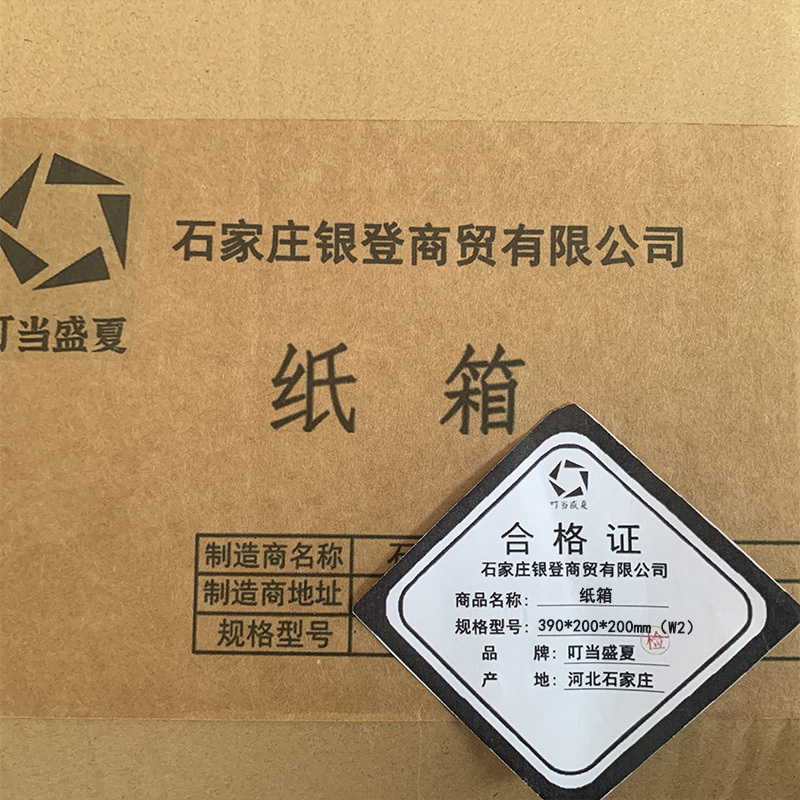 石家庄银登商贸有限公司
叮当盛夏
纸箱
制造商名称 石
制造商地址
规格型号
叮当盛夏
合格证
石家庄银登商贸有限公司
商品名称: 纸箱
规格型号: 390*200*200mm (W2)
检
品牌: 叮当盛夏
产地: 河北石家庄